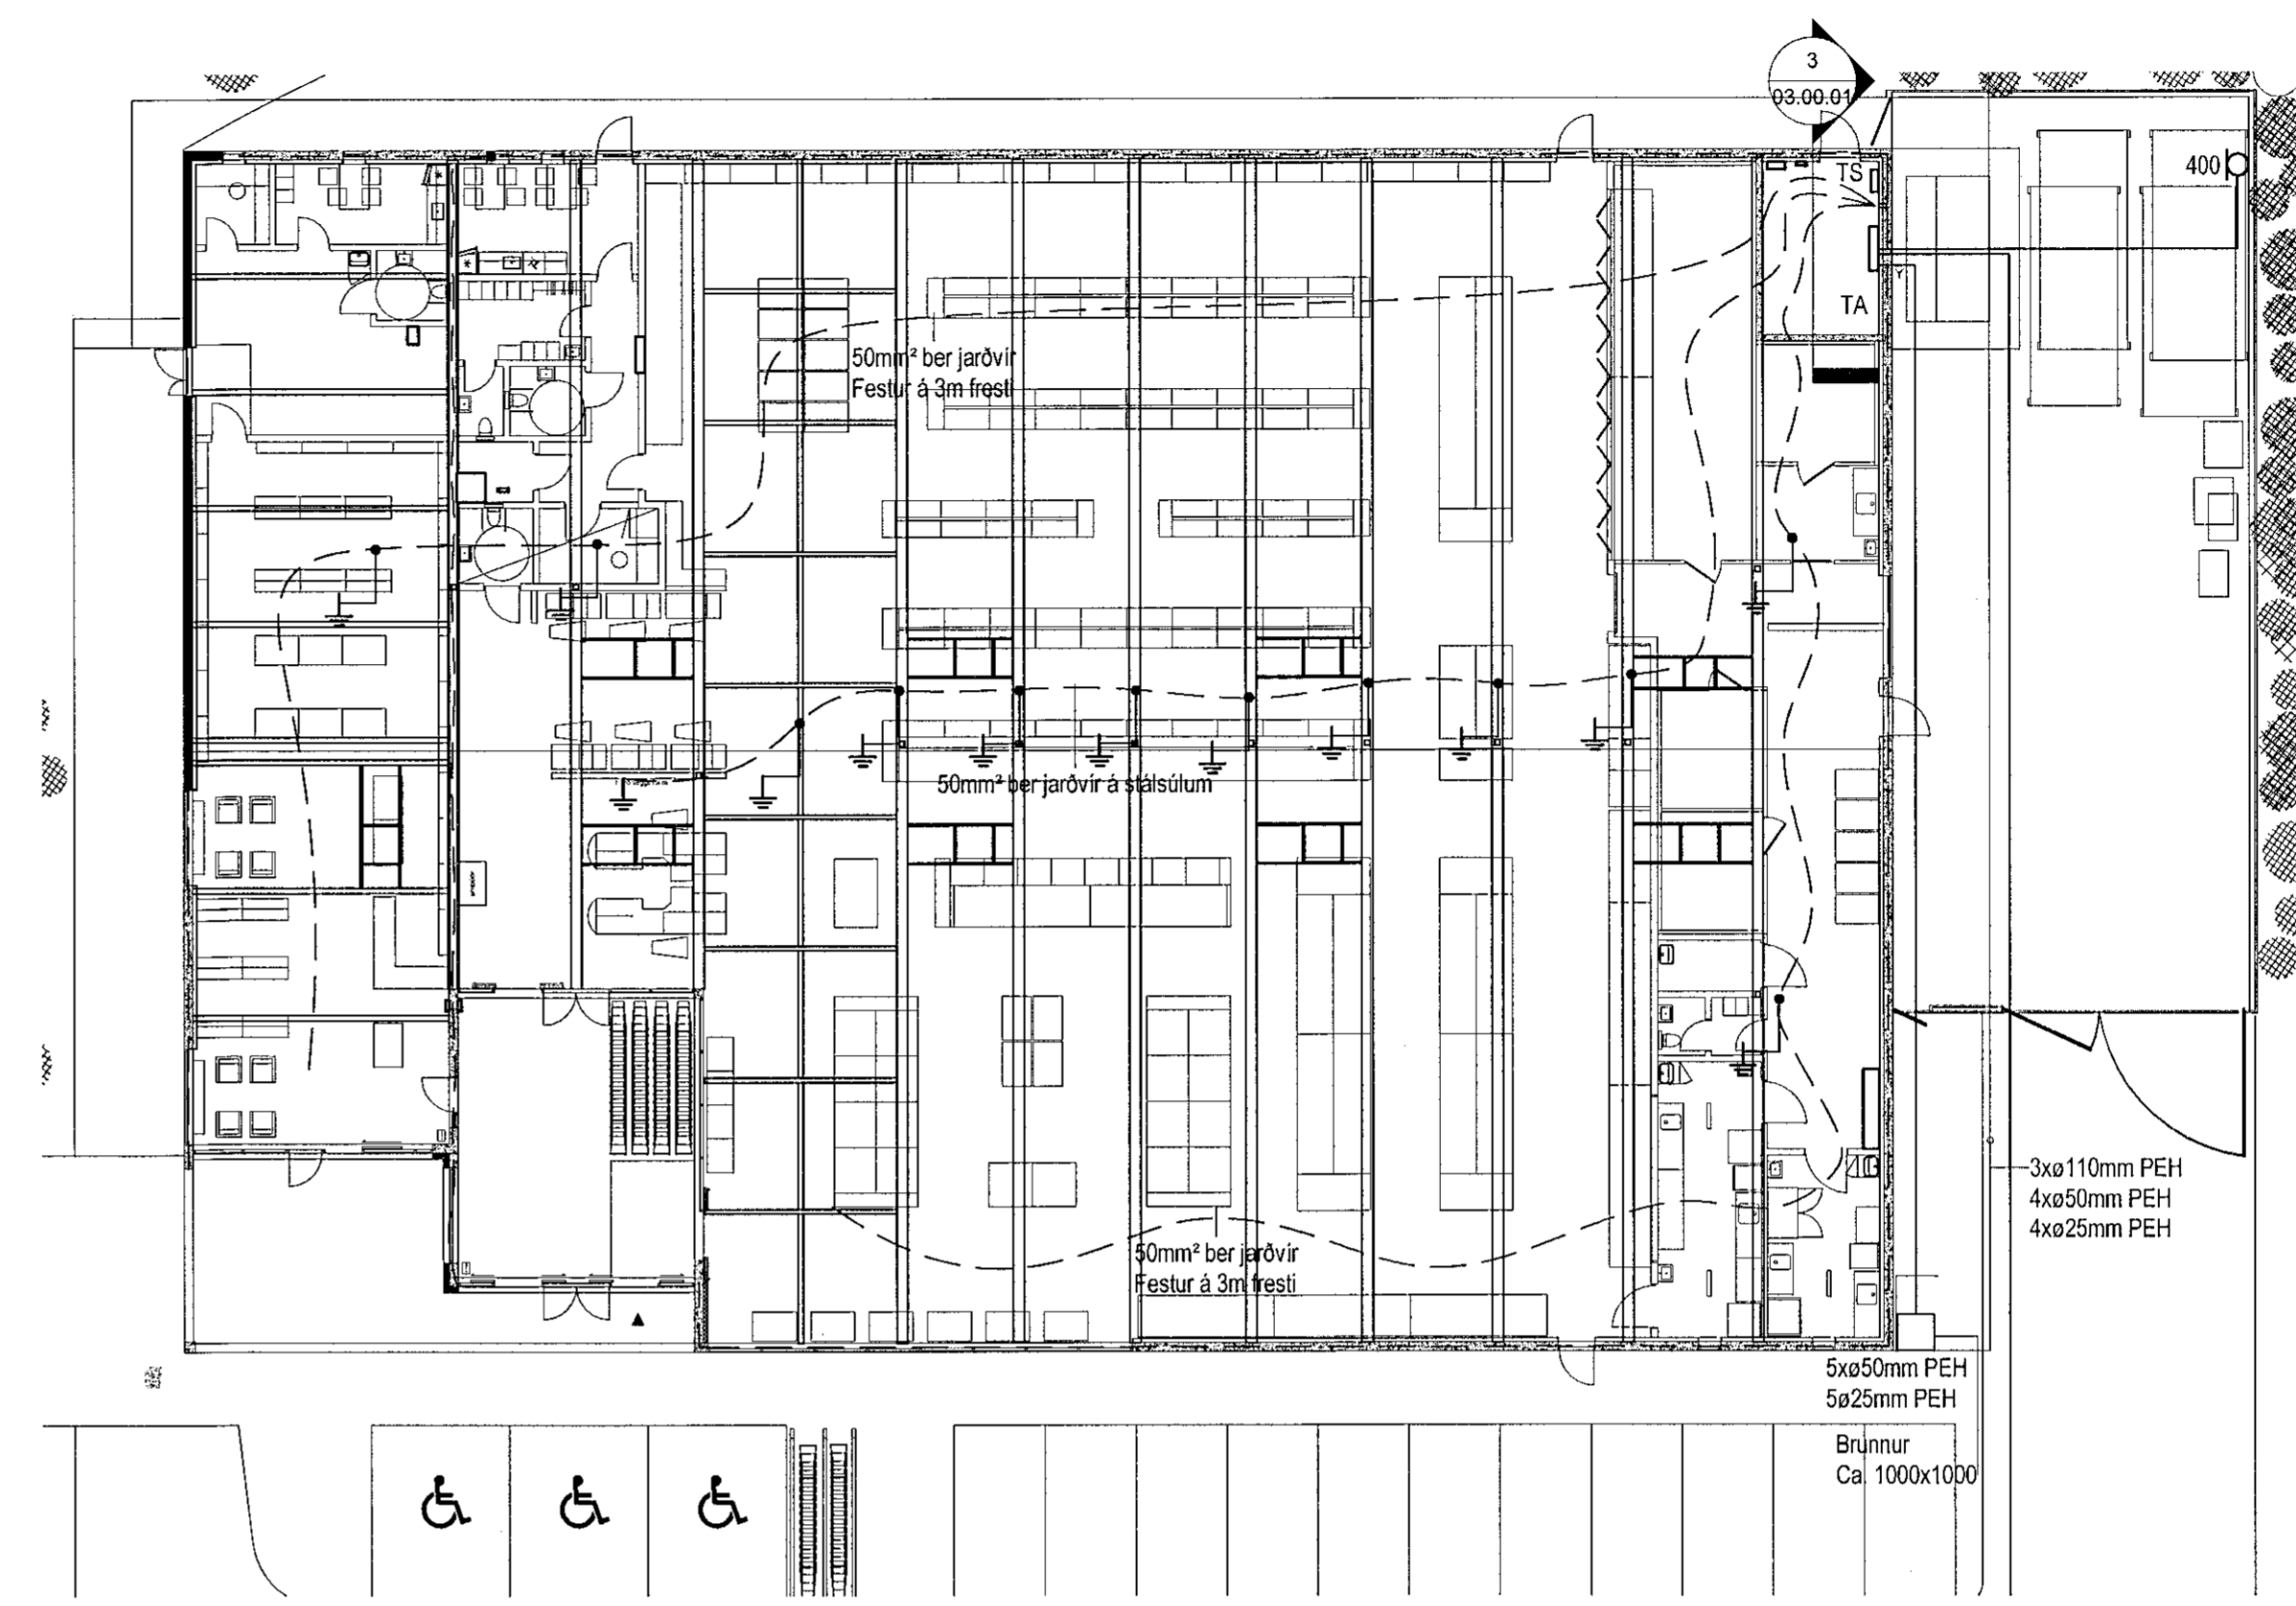 3
03.00.01
TS
400
TA
50mm² ber jarðvír
Festur á 3m fresti
50mm² ber jarðvír á stálsúlum
50mm² ber jarðvír
Festur á 3m fresti
3xø110mm PEH
4xø50mm PEH
4xø25mm PEH
5xø50mm PEH
5ø25mm PEH
Brunnur
Ca. 1000x1000